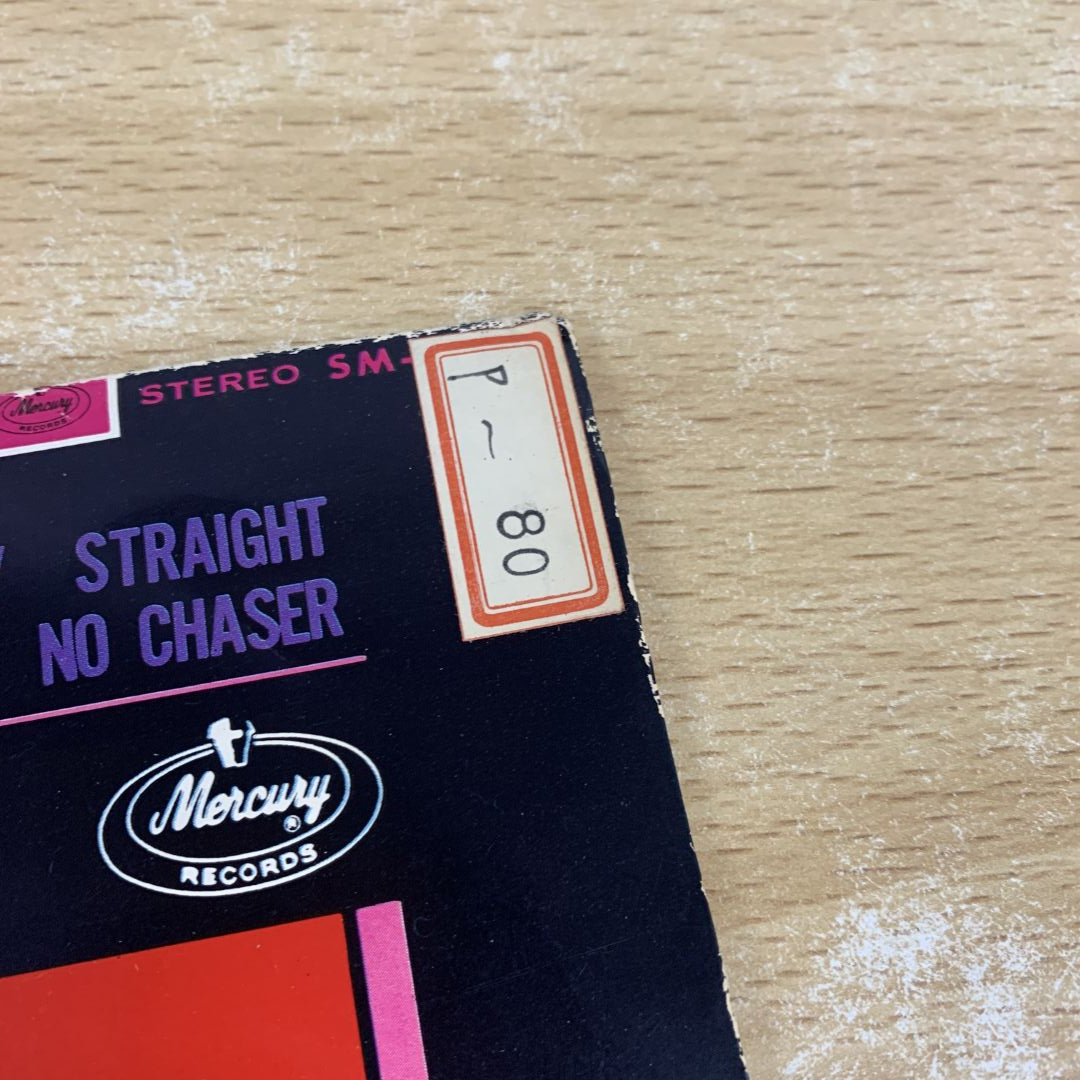 Mercury
RECORDS
STEREO SM-
P~80
STRAIGHT
NO CHASER
Mercury
®
RECORDS